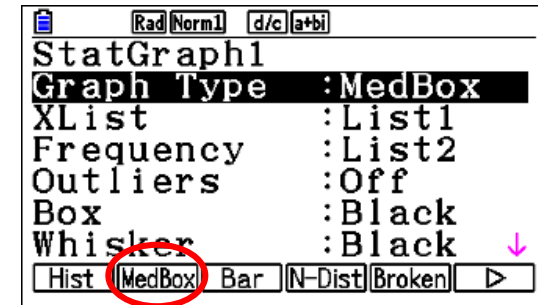 Rad Norm1 d/c a+bi
StatGraph1
Graph Type :MedBox
XList :List1
Frequency :List2
Outliers :Off
Box :Black
Whisker :Black ↓
Hist MedBox Bar N-Dist Broken ▷